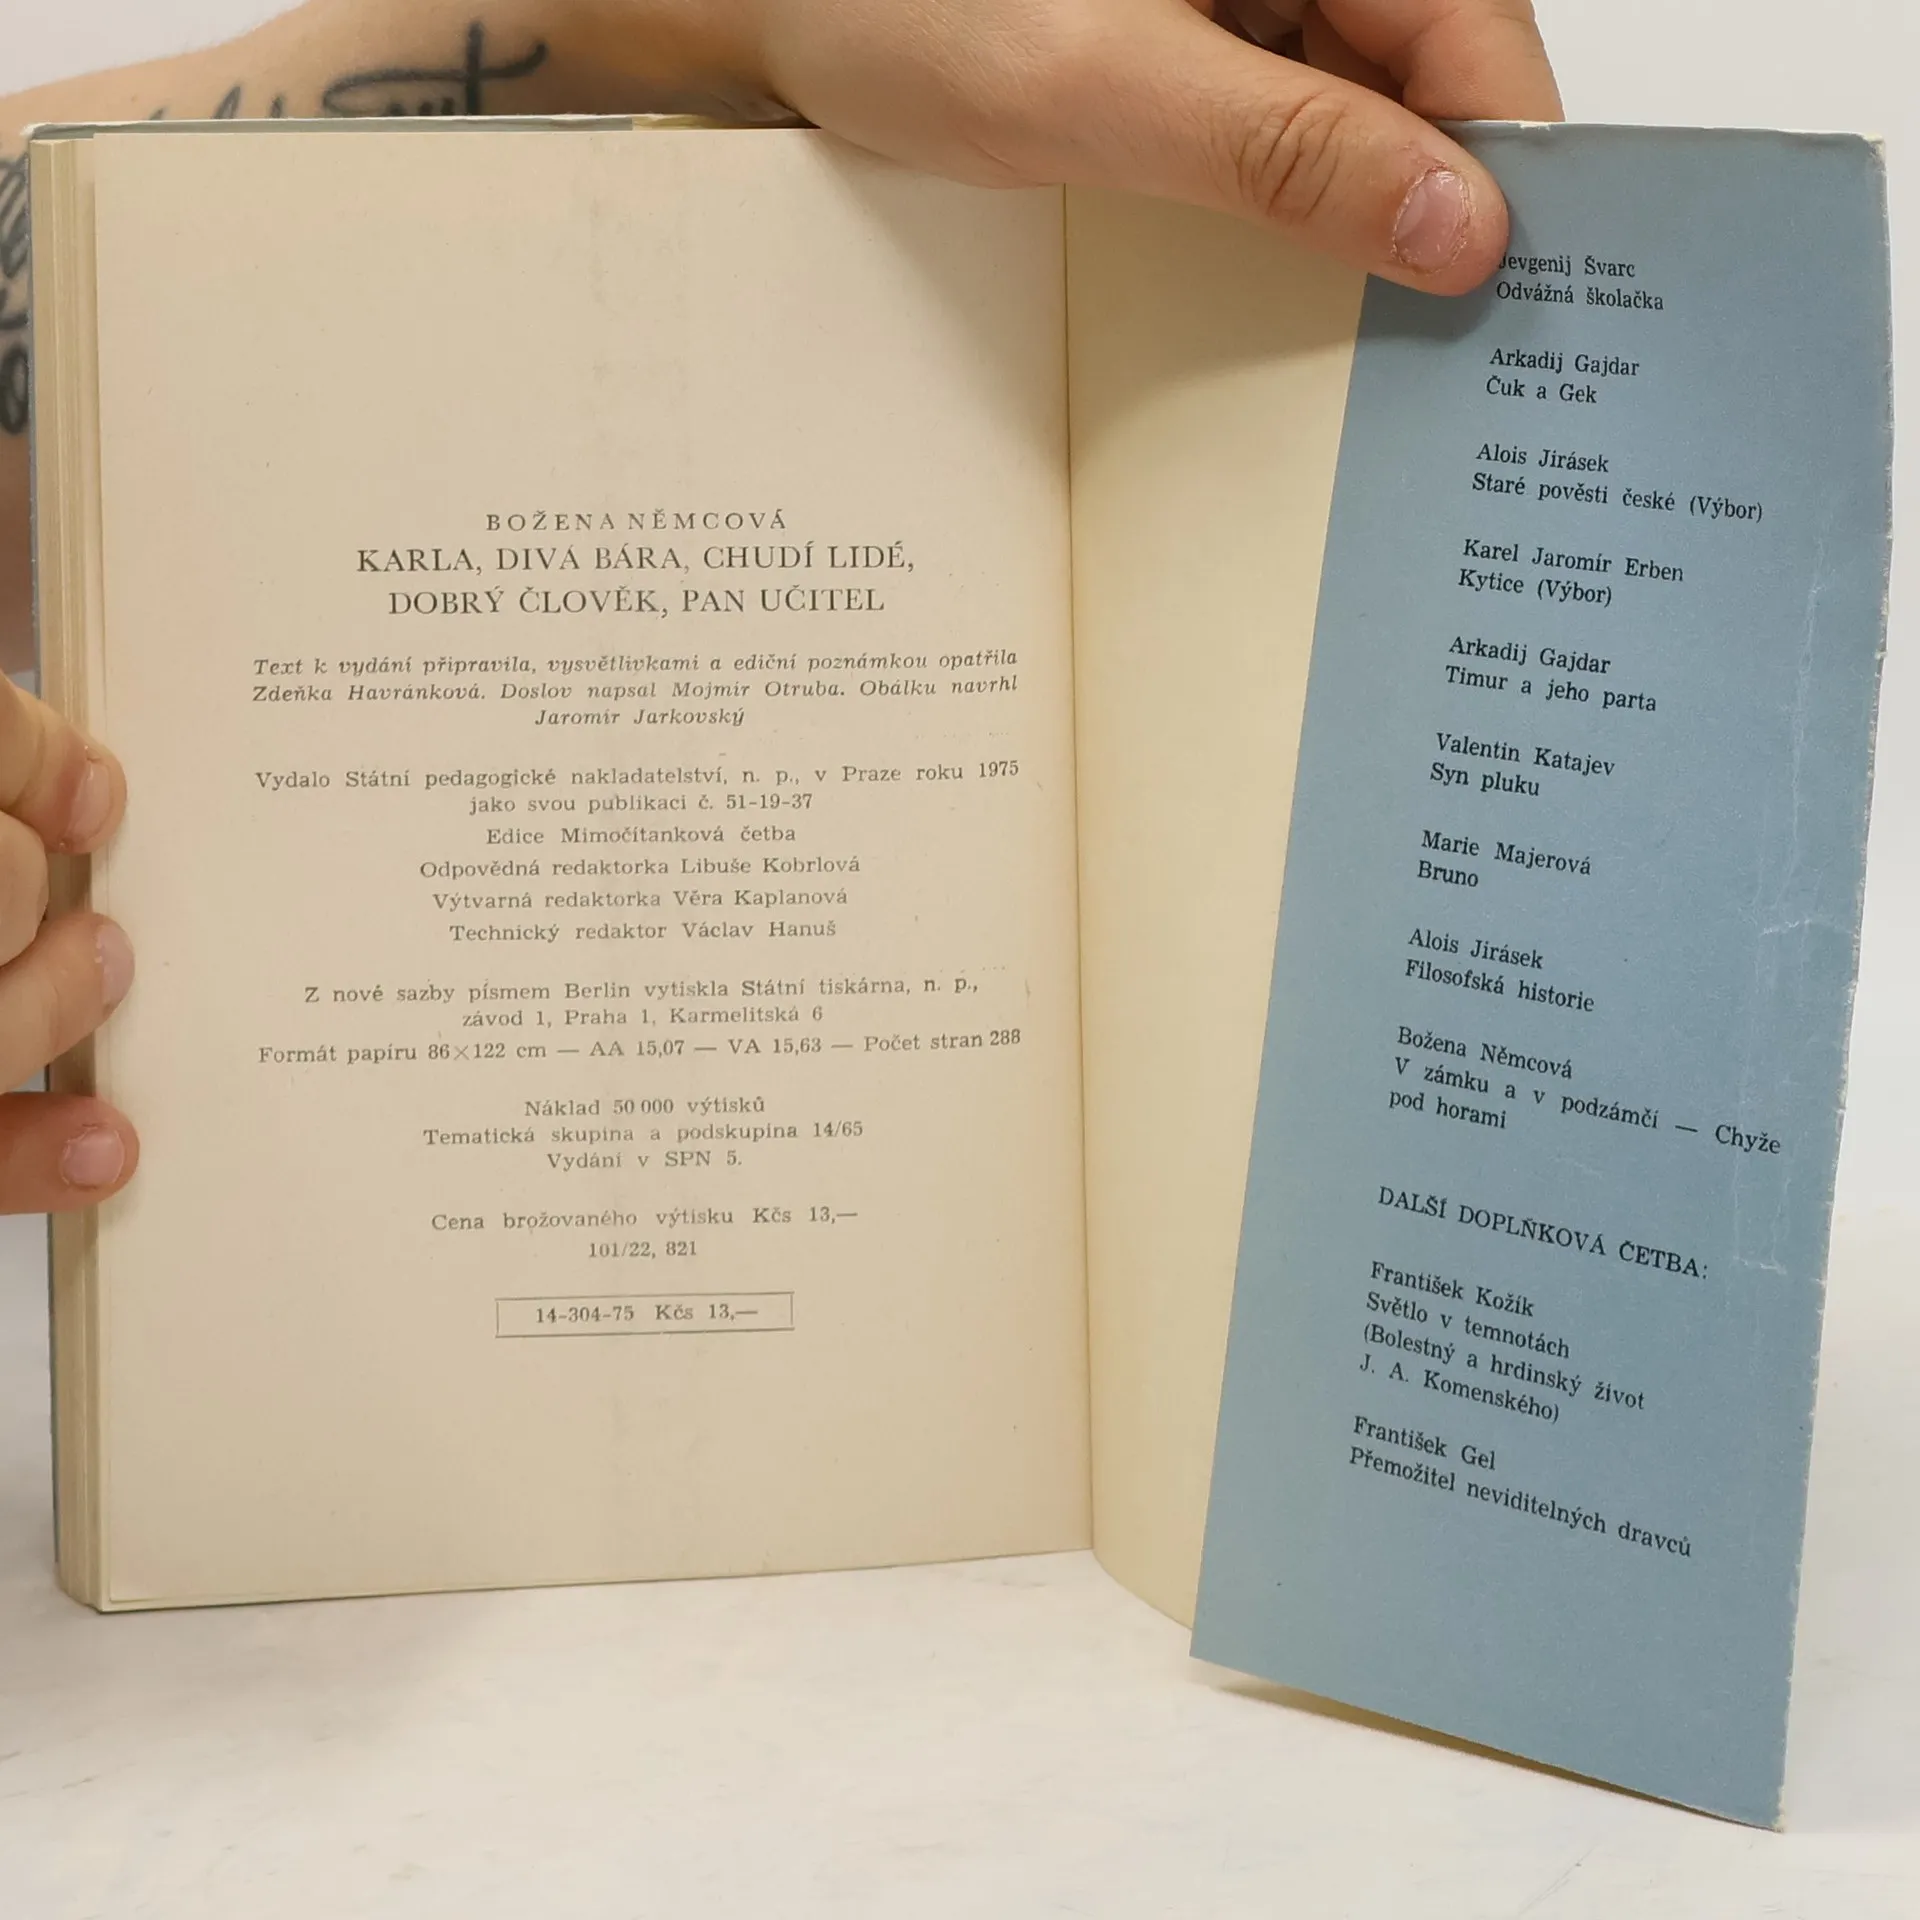 BOŽENA NĚMCOVÁ
KARLA, DIVÁ BÁRA, CHUDÍ LIDÉ,
DOBRÝ ČLOVĚK, PAN UČITEL
Text k vydání připravila, vysvětlivkami a ediční poznámkou opatřila
Zdeňka Havránková. Doslov napsal Mojmír Otruba. Obálku navrhl
Jaromír Jarkovský
Vydalo Státní pedagogické nakladatelství, n. p., v Praze roku 1975
jako svou publikaci č. 51-19-37
Edice Mimočítanková četba
Odpovědná redaktorka Libuše Kobrlová
Výtvarná redaktorka Věra Kaplanová
Technický redaktor Václav Hanuš
Z nové sazby písmem Berlin vytiskla Státní tiskárna, n. p.,
závod 1, Praha 1, Karmelitská 6
Formát papíru 86×122 cm — AA 15,07 — VA 15,63 — Počet stran 288
Náklad 50 000 výtisků
Tematická skupina a podskupina 14/65
Vydání v SPN 5.
Cena brožovaného výtisku Kčs 13,—
101/22, 821
14-304-75 Kčs 13,—
Jevgenij Švarc
Odvážná školačka
Arkadij Gajdar
Čuk a Gek
Alois Jirásek
Staré pověsti české (Výbor)
Karel Jaromír Erben
Kytice (Výbor)
Arkadij Gajdar
Timur a jeho parta
Valentin Katajev
Syn pluku
Marie Majerová
Bruno
Alois Jirásek
Filosofská historie
Božena Němcová
V zámku a v podzámčí — Chyže
pod horami
DALŠÍ DOPLŇKOVÁ ČETBA:
František Kožík
Světlo v temnotách
(Bolestný a hrdinský život
J. A. Komenského)
František Gel
Přemožitel neviditelných dravců